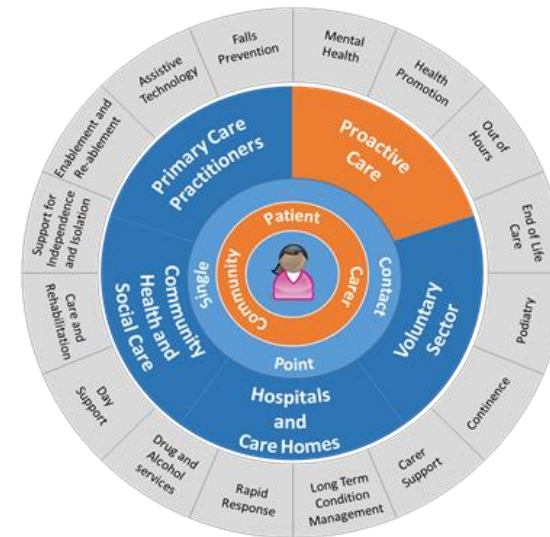 Falls
Prevention
Mental
Health
Health
Promotion
Out of
Hours
End of Life
Care
Podiatry
Continence
Carer
Support
Long Term
Condition
Management
Rapid
Response
Drug and
Alcohol
services
Day
Support
Care and
Rehabilitation
Support for
Independence
and Isolation
Enablement and
Re-ablement
Assistive
Technology
Primary Care
Practitioners
Proactive
Care
Voluntary
Sector
Hospitals
and
Care Homes
Community
Health and
Social Care
Single
Point
Contact
Patient
Carer
Community